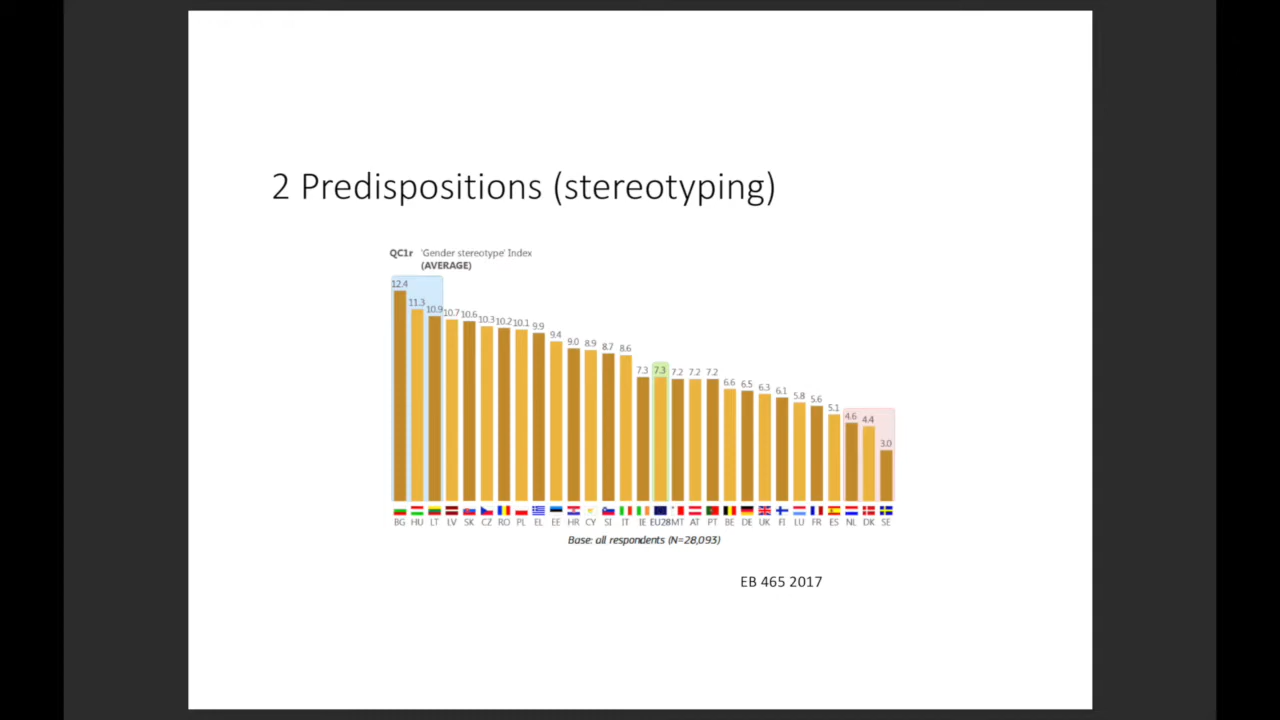 2 Predispositions (stereotyping)
QC1r 'Gender stereotype' Index
(AVERAGE)
12.4 11.3 10.9 10.7 10.6 10.3 10.2 10.1 9.9 9.4 9.0 8.9 8.7 8.6 7.3 7.3 7.2 7.2 7.2 6.6 6.5 6.3 6.1 5.8 5.6 5.1 4.6 4.4 3.0
BG HU LT LV SK CZ RO PL EL EE HR CY SI IT IE EU28 MT AT PT BE DE UK FI LU FR ES NL DK SE
Base: all respondents (N=28,093)
EB 465 2017